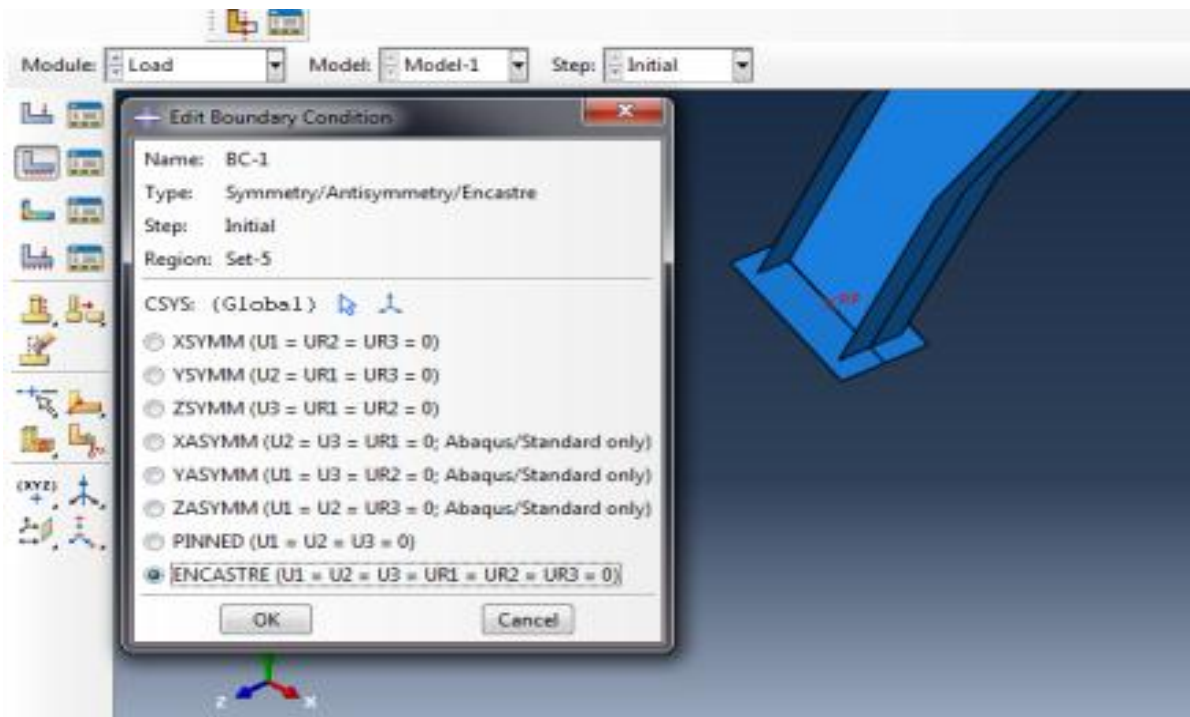 Module: Load Model: Model-1 Step: Initial
Edit Boundary Condition
Name: BC-1
Type: Symmetry/Antisymmetry/Encastre
Step: Initial
Region: Set-5
CSYS: (Global)
XSYMM (U1 = UR2 = UR3 = 0)
YSYMM (U2 = UR1 = UR3 = 0)
ZSYMM (U3 = UR1 = UR2 = 0)
XASYMM (U2 = U3 = UR1 = 0; Abaqus/Standard only)
YASYMM (U1 = U3 = UR2 = 0; Abaqus/Standard only)
ZASYMM (U1 = U2 = UR3 = 0; Abaqus/Standard only)
PINNED (U1 = U2 = U3 = 0)
ENCASTRE (U1 = U2 = U3 = UR1 = UR2 = UR3 = 0)
OK Cancel
RP
(XYZ)
Z X